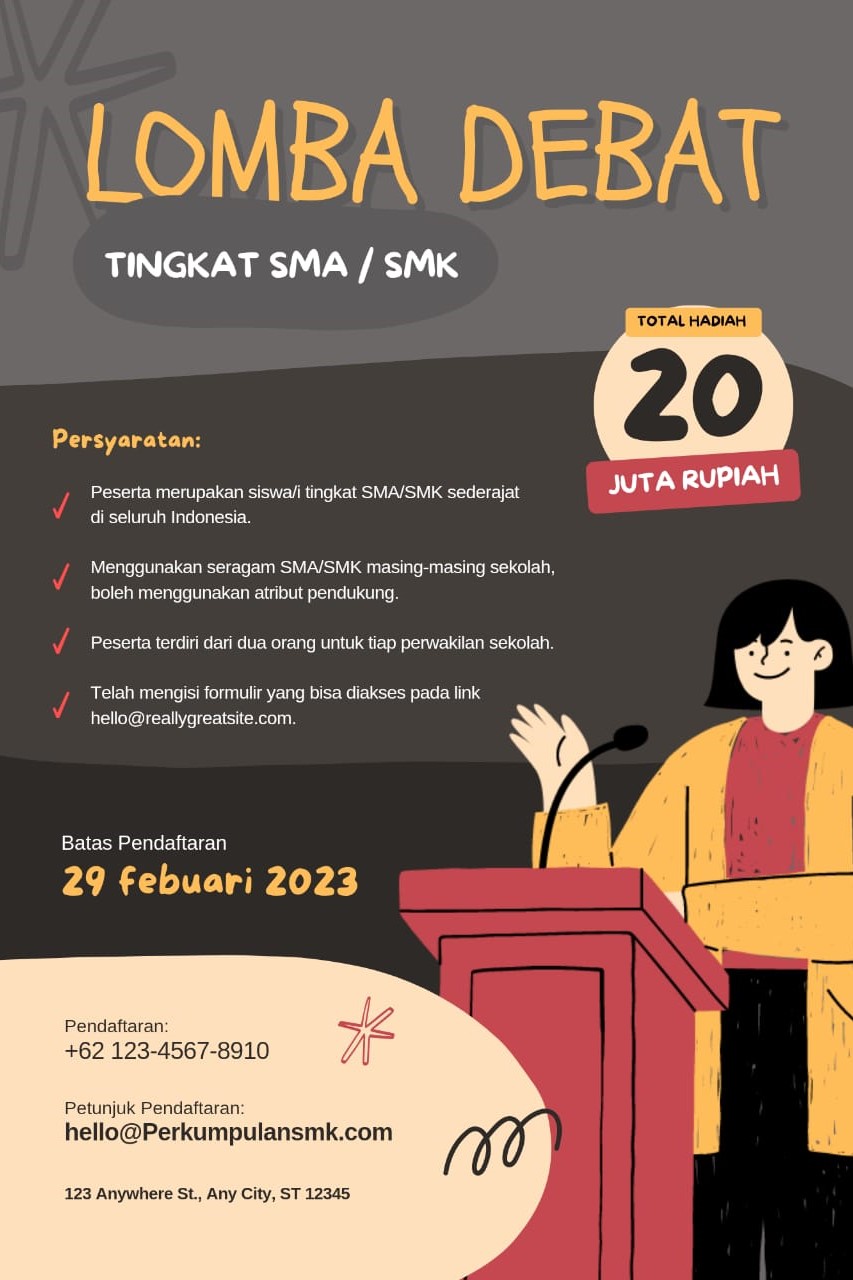 LOMBA DEBAT
TINGKAT SMA / SMK
TOTAL HADIAH
20
JUTA RUPIAH
Persyaratan:
Peserta merupakan siswa/i tingkat SMA/SMK sederajat
di seluruh Indonesia.
Menggunakan seragam SMA/SMK masing-masing sekolah,
boleh menggunakan atribut pendukung.
Peserta terdiri dari dua orang untuk tiap perwakilan sekolah.
Telah mengisi formulir yang bisa diakses pada link
hello@reallygreatsite.com.
Batas Pendaftaran
29 Febuari 2023
Pendaftaran:
+62 123-4567-8910
Petunjuk Pendaftaran:
hello@Perkumpulansmk.com
123 Anywhere St., Any City, ST 12345